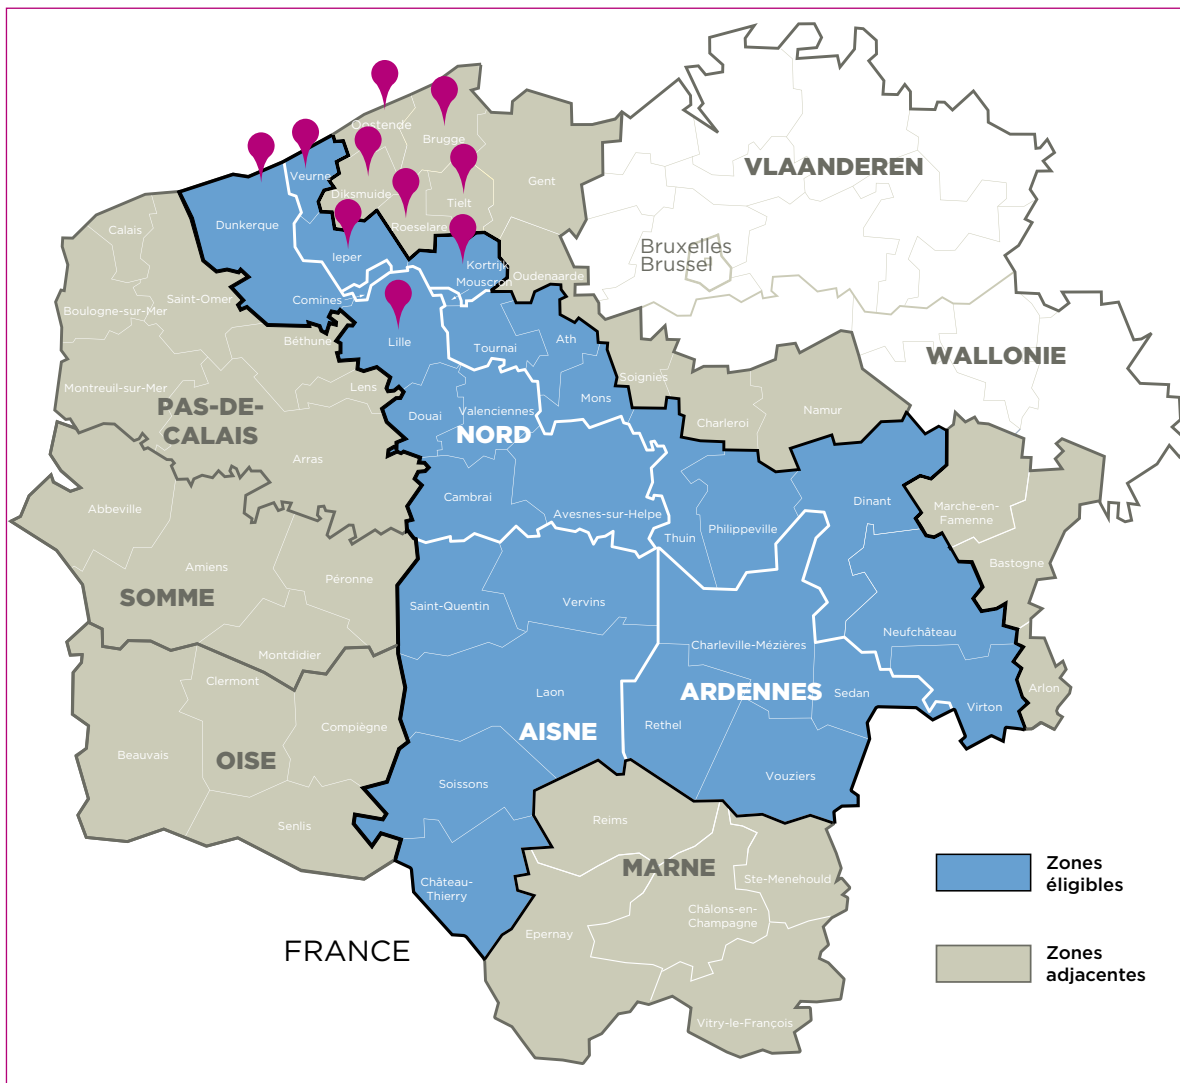 Oostende
Brugge
VLAANDEREN
Veurne
Diksmuide
Gent
Tielt
Dunkerque
Roeselare
Calais
Ieper
Bruxelles
Brussel
Kortrijk
Mouscron
Oudenaarde
Saint-Omer
Comines
Boulogne-sur-Mer
Béthune
Lille
Tournai
Ath
WALLONIE
Soignies
Montreuil-sur-Mer
Lens
Mons
PAS-DE-
CALAIS
Douai
Valenciennes
NORD
Charleroi
Namur
Arras
Cambrai
Abbeville
Avesnes-sur-Helpe
Dinant
Philippeville
Thuin
Marche-en-
Famenne
Bastogne
Amiens
Péronne
SOMME
Saint-Quentin
Vervins
Neufchâteau
Montdidier
Charleville-Mézières
Clermont
Laon
ARDENNES
Sedan
Arlon
Virton
Compiègne
Rethel
AISNE
Beauvais
OISE
Soissons
Vouziers
Senlis
Reims
MARNE
Château-
Thierry
Ste-Menehould
Châlons-en-
Champagne
Epernay
FRANCE
Vitry-le-François
Zones
éligibles
Zones
adjacentes